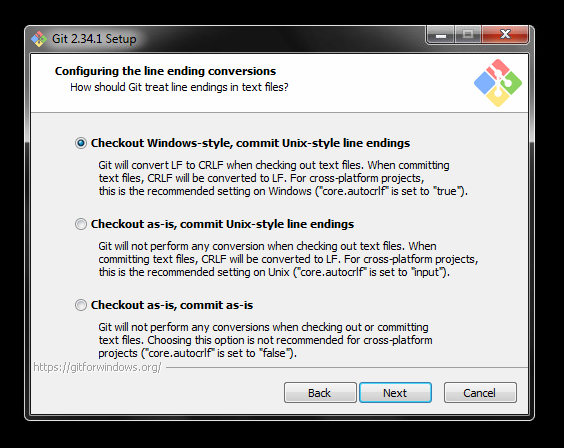 Git 2.34.1 Setup
Configuring the line ending conversions
How should Git treat line endings in text files?
Checkout Windows-style, commit Unix-style line endings
Git will convert LF to CRLF when checking out text files. When committing
text files, CRLF will be converted to LF. For cross-platform projects,
this is the recommended setting on Windows ("core.autocrlf" is set to "true").
Checkout as-is, commit Unix-style line endings
Git will not perform any conversion when checking out text files. When
committing text files, CRLF will be converted to LF. For cross-platform projects,
this is the recommended setting on Unix ("core.autocrlf" is set to "input").
Checkout as-is, commit as-is
Git will not perform any conversions when checking out or committing
text files. Choosing this option is not recommended for cross-platform
projects ("core.autocrlf" is set to "false").
https://gitforwindows.org/
Back Next Cancel